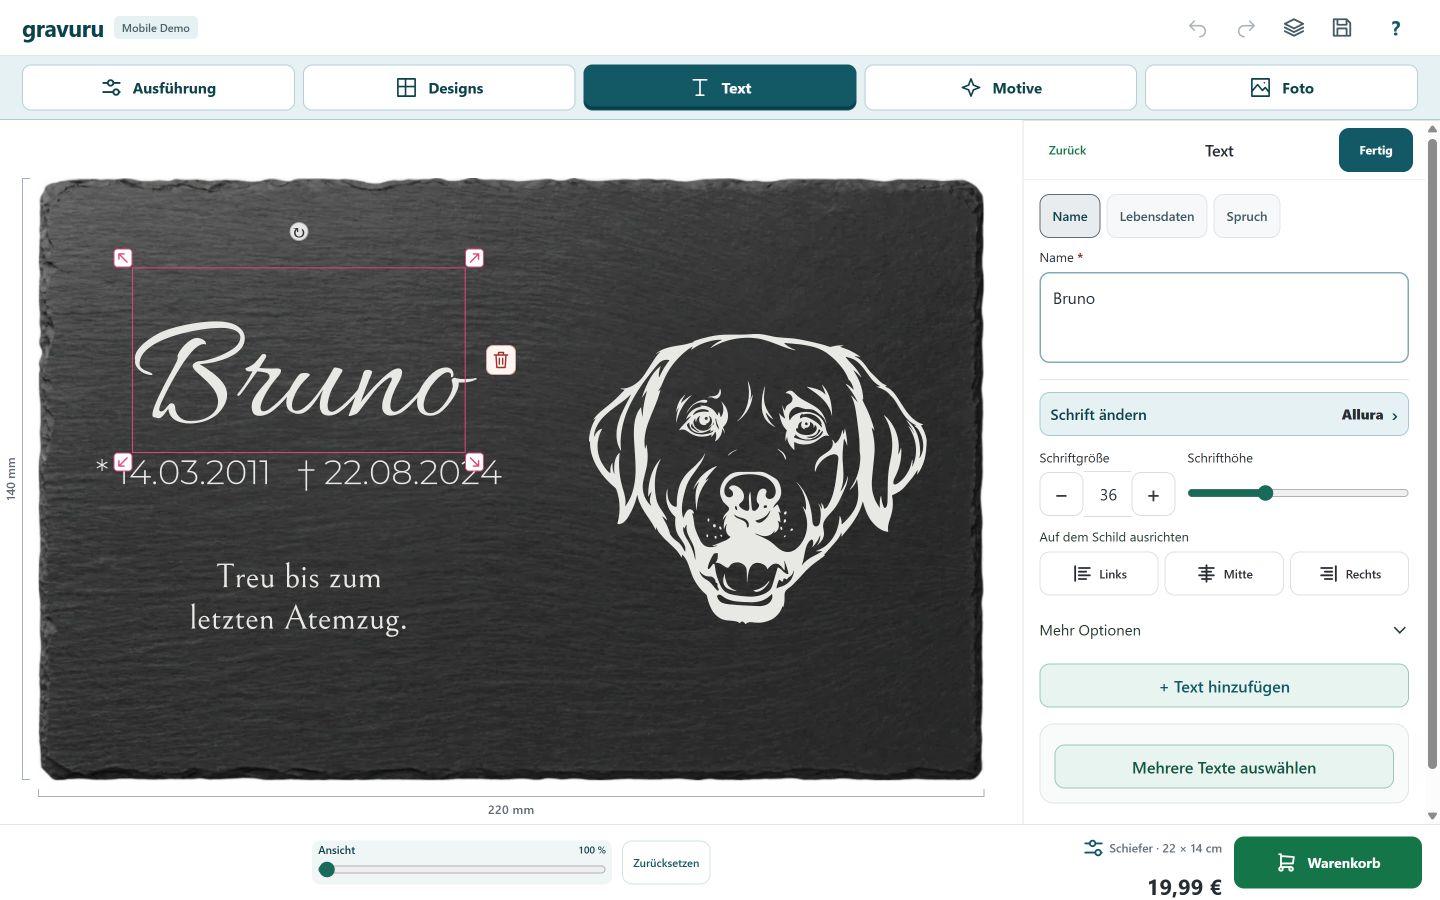 gravuru
Mobile Demo
?
Ausführung
Designs
Text
Motive
Foto
Zurück
Text
Fertig
Name
Lebensdaten
Spruch
Name *
Bruno
Schrift ändern
Allura ›
Schriftgröße
Schrifthöhe
− 36 +
Auf dem Schild ausrichten
Links
Mitte
Rechts
Mehr Optionen
+ Text hinzufügen
Mehrere Texte auswählen
Bruno
* 14.03.2011 † 22.08.2024
Treu bis zum
letzten Atemzug.
140 mm
220 mm
Ansicht
100 %
Zurücksetzen
Schiefer · 22 × 14 cm
19,99 €
Warenkorb